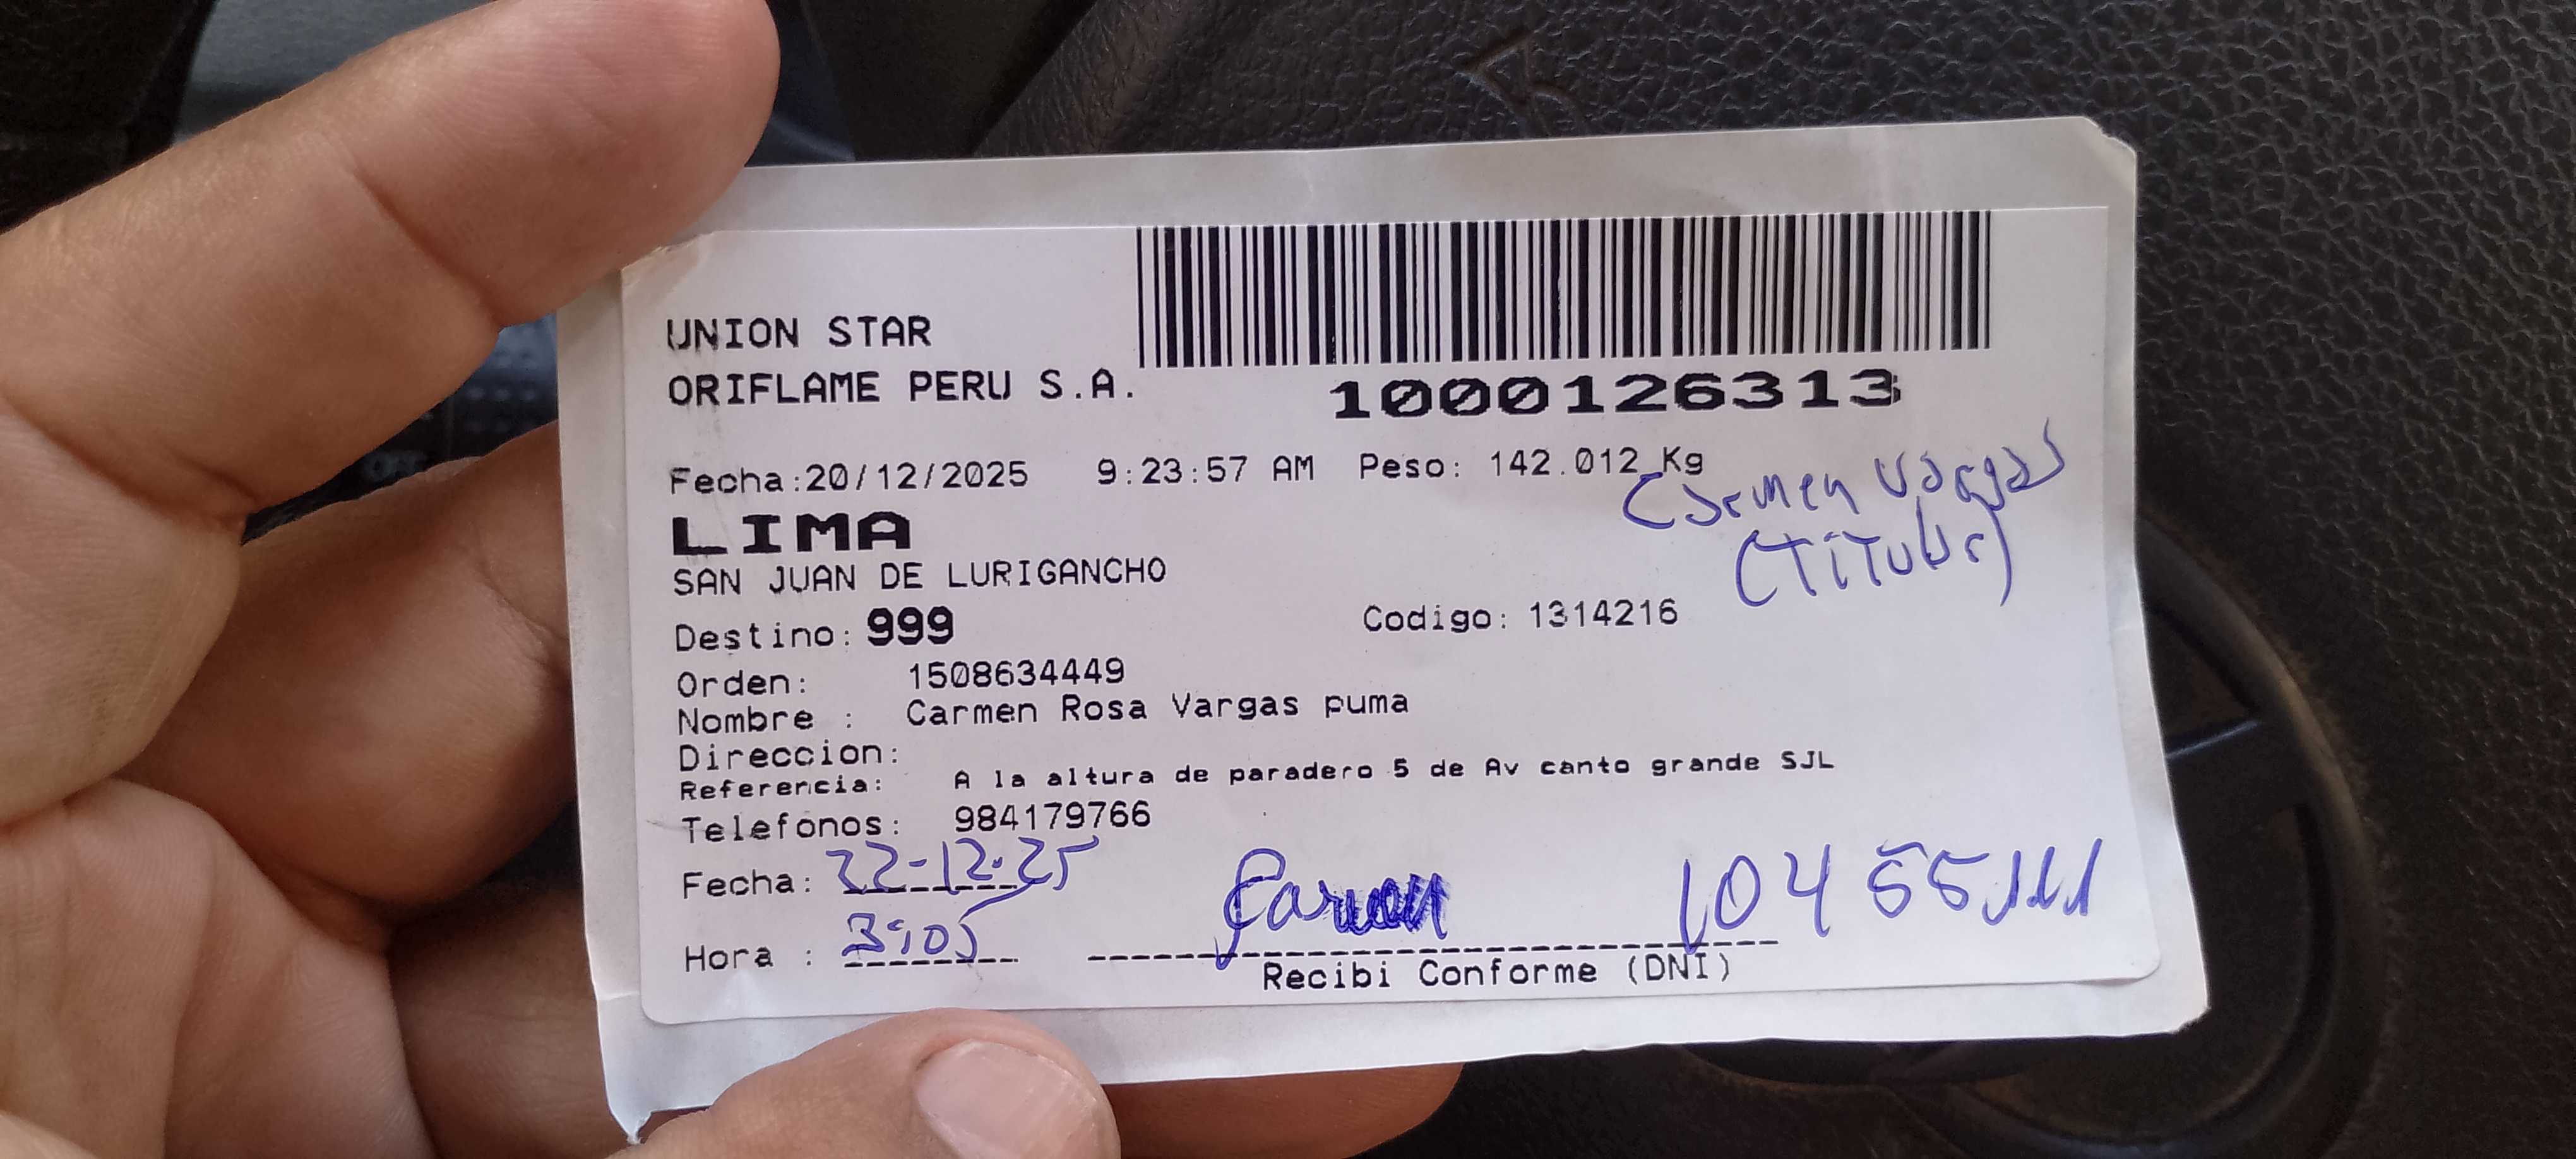 UNION STAR
ORIFLAME PERU S.A.
1000126313
Fecha:20/12/2025 9:23:57 AM Peso: 142.012 Kg
Carmen Vargas
(Titular)
LIMA
SAN JUAN DE LURIGANCHO
Destino: 999 Codigo: 1314216
Orden: 1508634449
Nombre : Carmen Rosa Vargas puma
Direccion:
Referencia: A la altura de paradero 5 de Av canto grande SJL
Telefonos: 984179766
Fecha: 22-12-25
Hora : 3:05
Recibi Conforme (DNI)